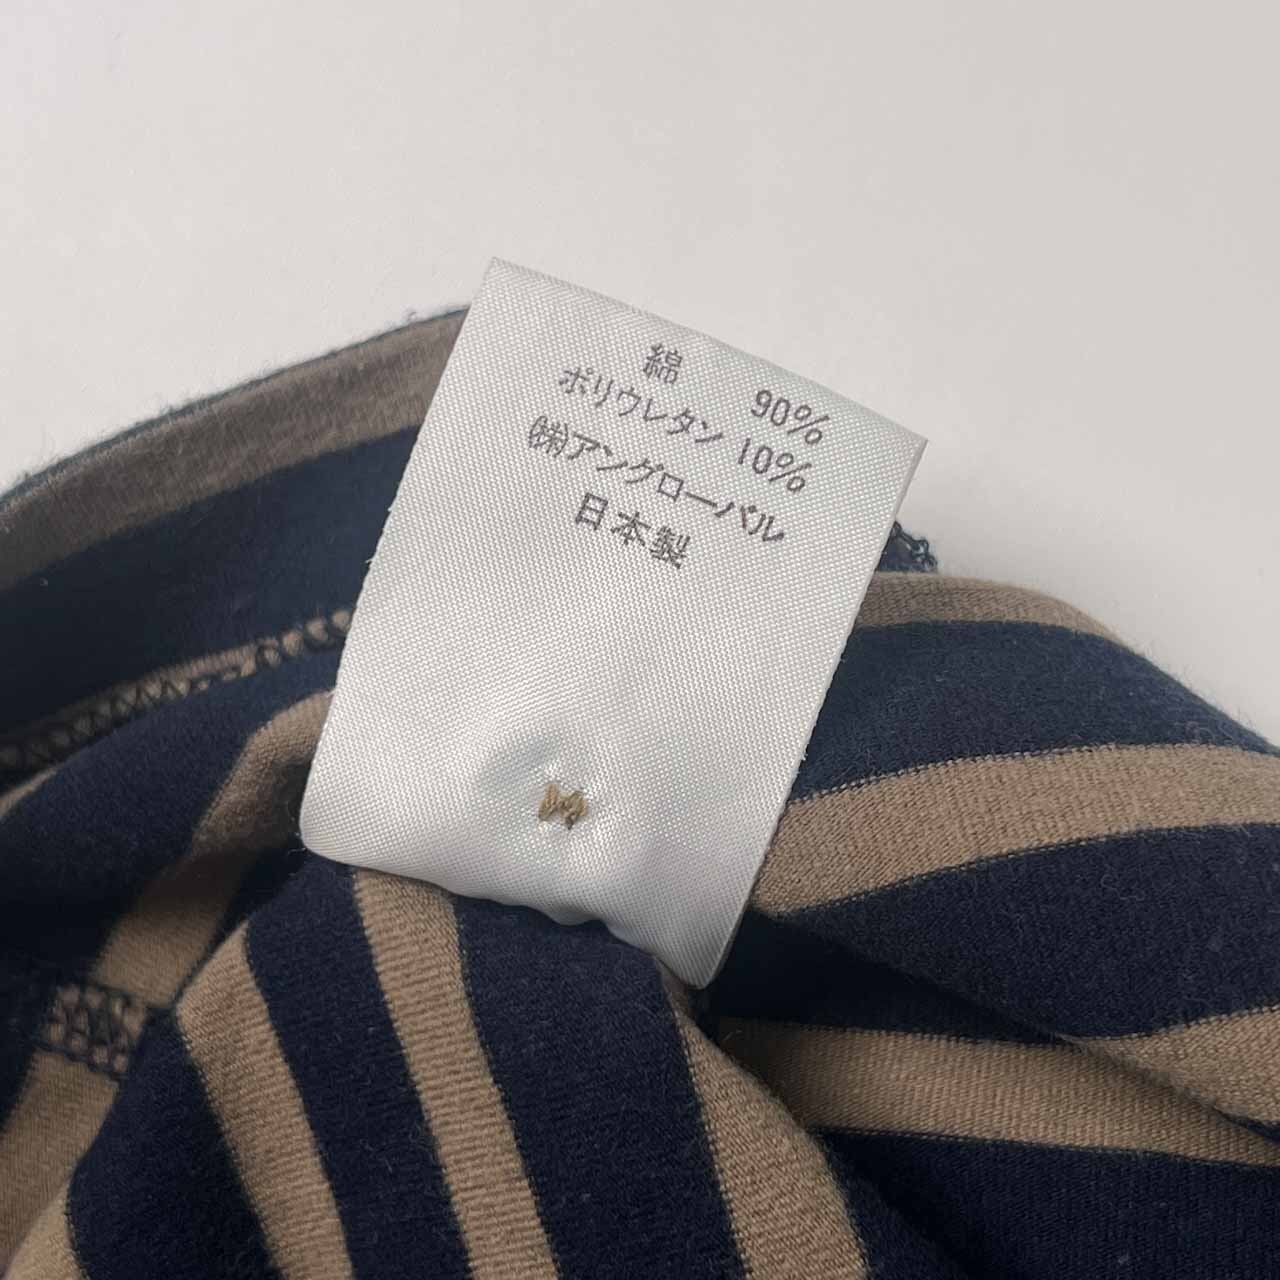 綿 90%
ポリウレタン 10%
㈱アングローバル
日本製